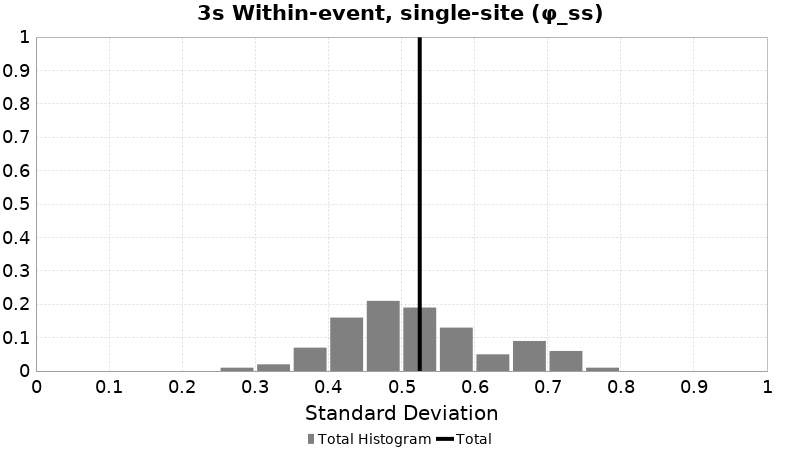 3s Within-event, single-site (φ_ss)
1
0.9
0.8
0.7
0.6
0.5
0.4
0.3
0.2
0.1
0
0 0.1 0.2 0.3 0.4 0.5 0.6 0.7 0.8 0.9 1
Standard Deviation
Total Histogram Total